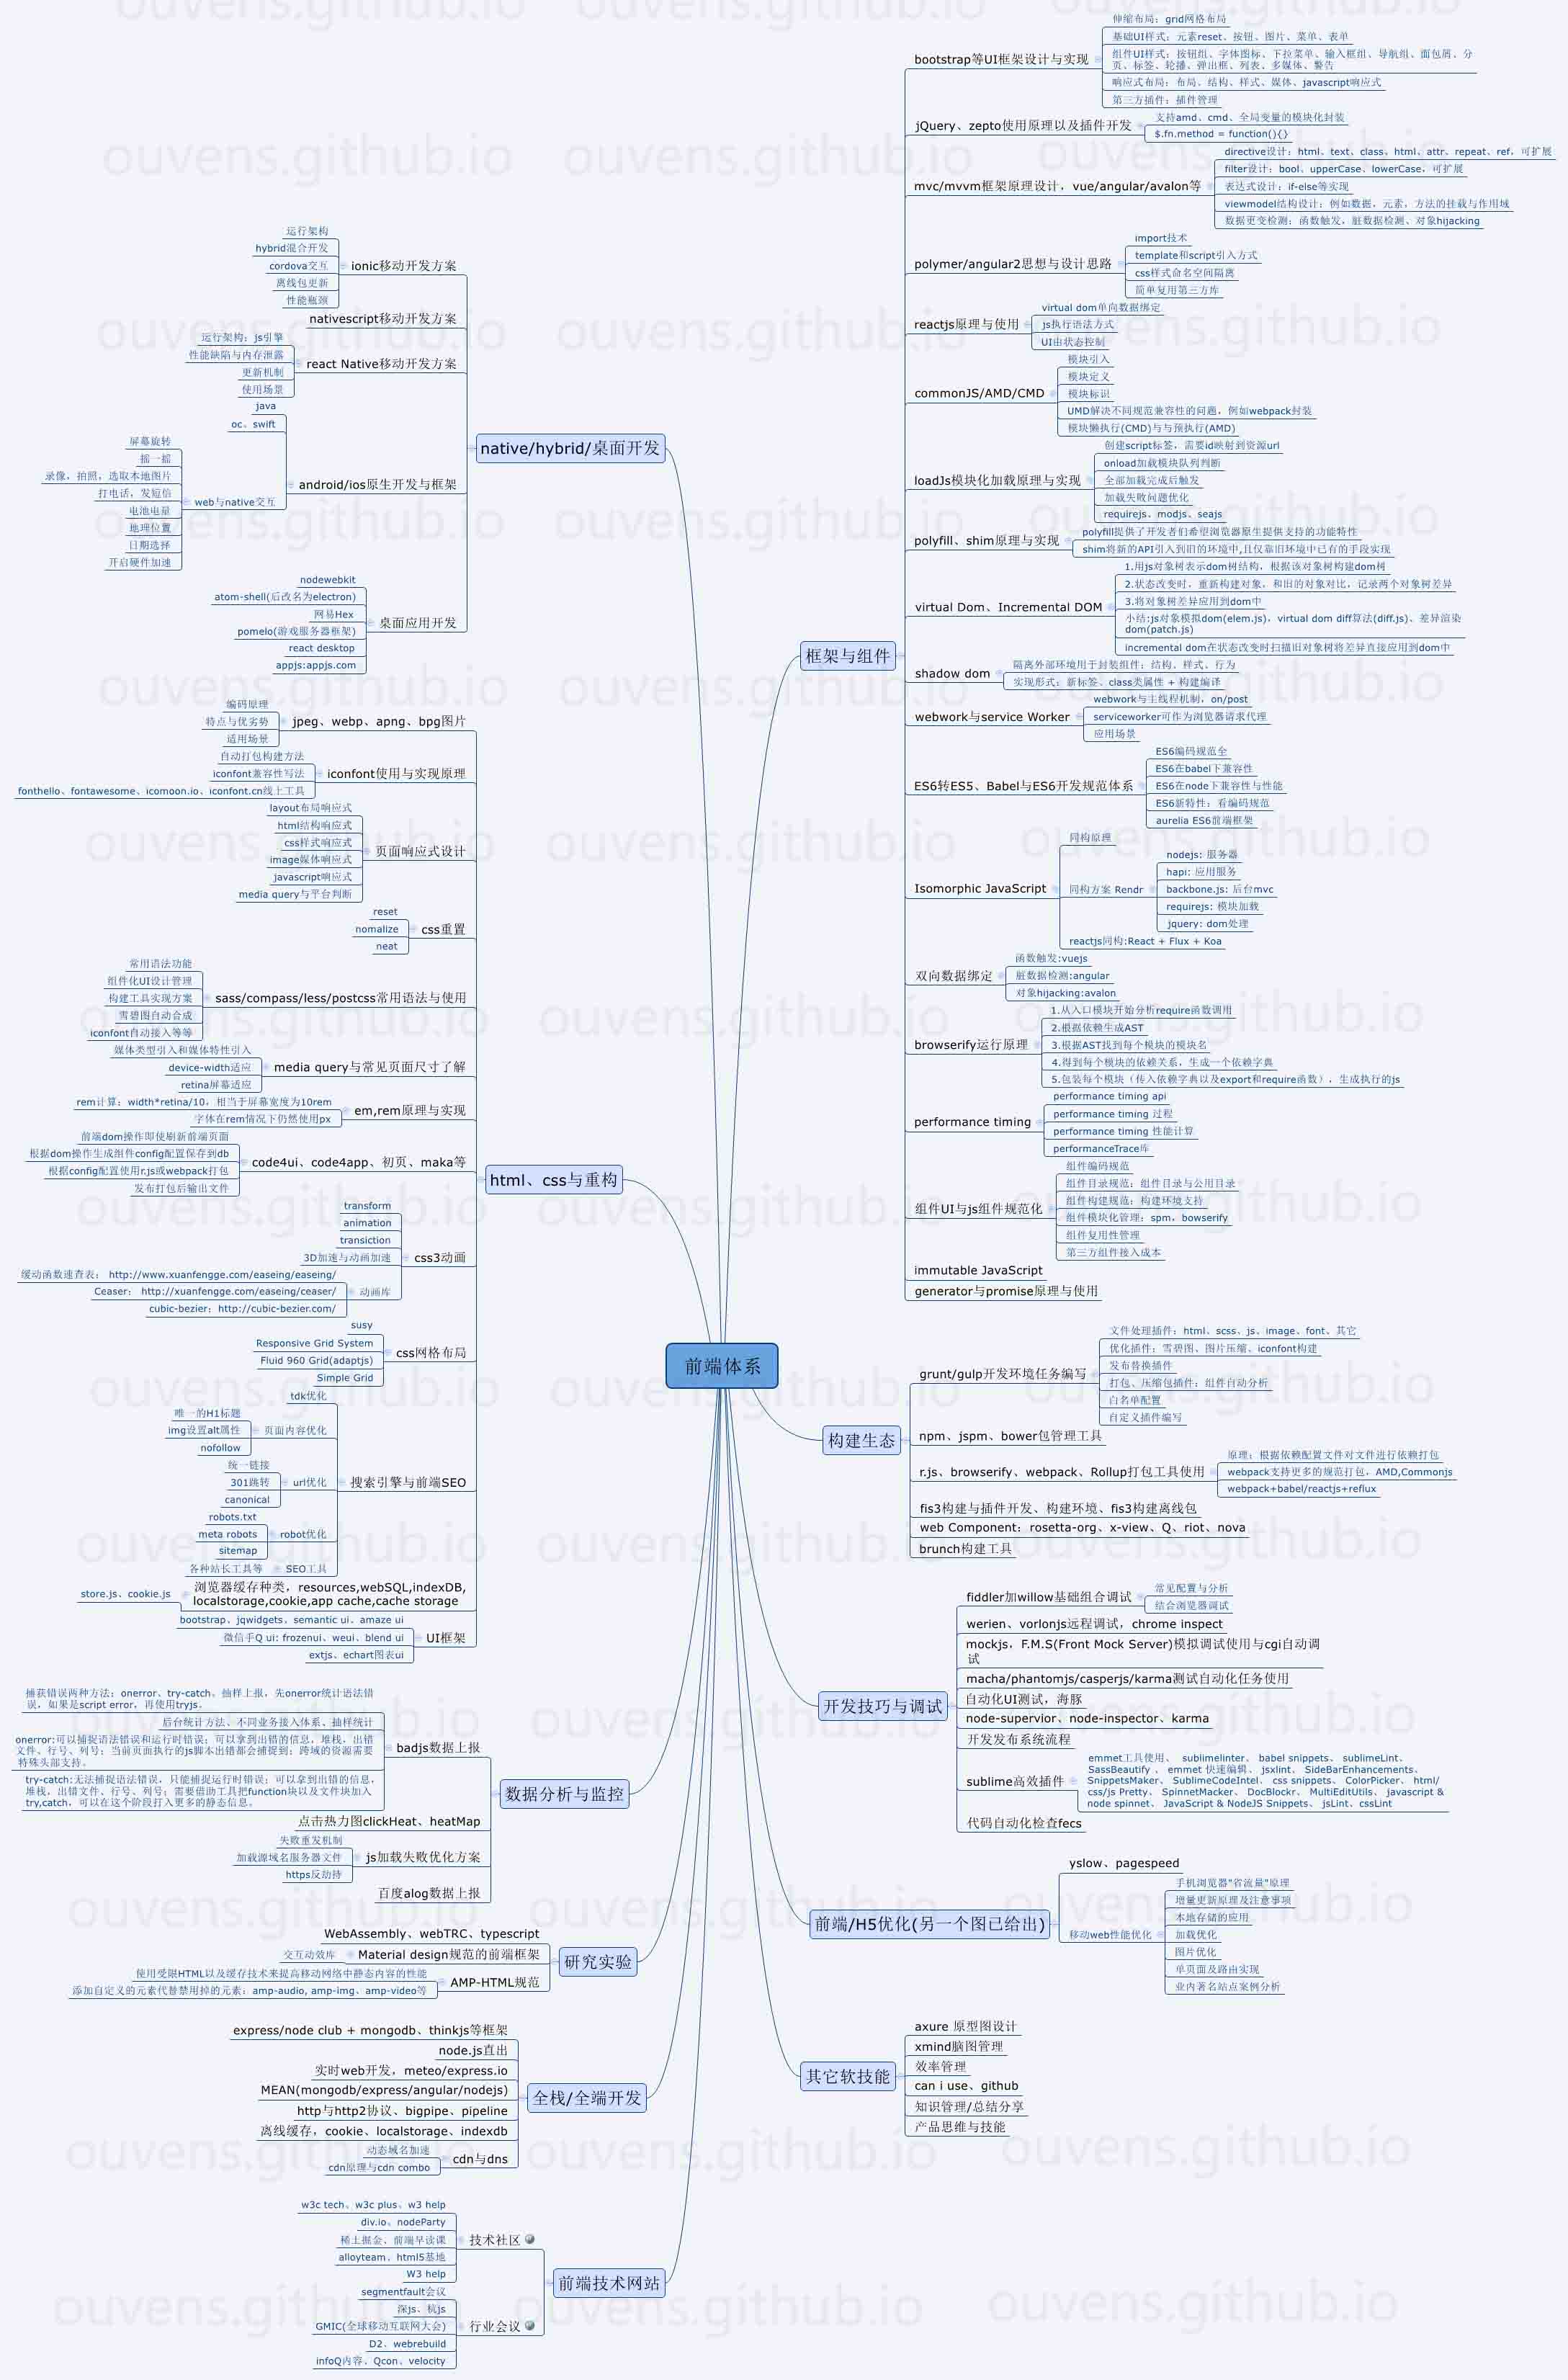 前端体系
框架与组件
bootstrap等UI框架设计与实现
伸缩布局：grid网格布局
基础UI样式：元素reset、按钮、图片、菜单、表单
组件UI样式：按钮组、字体图标、下拉菜单、输入框组、导航组、面包屑、分
页、标签、轮播、弹出框、列表、多媒体、警告
响应式布局：布局、结构、样式、媒体、javascript响应式
第三方插件：插件管理
jQuery、zepto使用原理以及插件开发
支持amd、cmd、全局变量的模块化封装
$.fn.method = function(){}
mvc/mvvm框架原理设计，vue/angular/avalon等
directive设计：html、text、class、html、attr、repeat、ref，可扩展
filter设计：bool、upperCase、lowerCase，可扩展
表达式设计：if-else等实现
viewmodel结构设计：例如数据，元素，方法的挂载与作用域
数据更变检测：函数触发，脏数据检测、对象hijacking
polymer/angular2思想与设计思路
import技术
template和script引入方式
css样式命名空间隔离
简单复用第三方库
reactjs原理与使用
virtual dom单向数据绑定
js执行语法方式
UI由状态控制
commonJS/AMD/CMD
模块引入
模块定义
模块标识
UMD解决不同规范兼容性的问题，例如webpack封装
模块懒执行(CMD)与与预执行(AMD)
loadJs模块化加载原理与实现
创建script标签，需要id映射到资源url
onload加载模块队列判断
全部加载完成后触发
加载失败问题优化
requirejs、modjs、seajs
polyfill、shim原理与实现
polyfill提供了开发者们希望浏览器原生提供支持的功能特性
shim将新的API引入到旧的环境中,且仅靠旧环境中已有的手段实现
virtual Dom、Incremental DOM
1.用js对象树表示dom树结构，根据该对象树构建dom树
2.状态改变时，重新构建对象，和旧的对象对比，记录两个对象树差异
3.将对象树差异应用到dom中
小结:js对象模拟dom(elem.js)，virtual dom diff算法(diff.js)、差异渲染
dom(patch.js)
incremental dom在状态改变时扫描旧对象树将差异直接应用到dom中
shadow dom
隔离外部环境用于封装组件：结构、样式、行为
实现形式：新标签、class类属性 + 构建编译
webwork与service Worker
webwork与主线程机制，on/post
serviceworker可作为浏览器请求代理
应用场景
ES6转ES5、Babel与ES6开发规范体系
ES6编码规范全
ES6在babel下兼容性
ES6在node下兼容性与性能
ES6新特性：看编码规范
aurelia ES6前端框架
Isomorphic JavaScript
同构原理
同构方案 Rendr
nodejs: 服务器
hapi: 应用服务
backbone.js: 后台mvc
requirejs: 模块加载
jquery: dom处理
reactjs同构:React + Flux + Koa
双向数据绑定
函数触发:vuejs
脏数据检测:angular
对象hijacking:avalon
browserify运行原理
1.从入口模块开始分析require函数调用
2.根据依赖生成AST
3.根据AST找到每个模块的模块名
4.得到每个模块的依赖关系，生成一个依赖字典
5.包装每个模块（传入依赖字典以及export和require函数），生成执行的js
performance timing
performance timing api
performance timing 过程
performance timing 性能计算
performanceTrace库
组件UI与js组件规范化
组件编码规范
组件目录规范：组件目录与公用目录
组件构建规范：构建环境支持
组件模块化管理：spm，bowserify
组件复用性管理
第三方组件接入成本
immutable JavaScript
generator与promise原理与使用
构建生态
grunt/gulp开发环境任务编写
文件处理插件：html、scss、js、image、font、其它
优化插件：雪碧图、图片压缩、iconfont构建
发布替换插件
打包、压缩包插件：组件自动分析
白名单配置
自定义插件编写
npm、jspm、bower包管理工具
r.js、browserify、webpack、Rollup打包工具使用
原理：根据依赖配置文件对文件进行依赖打包
webpack支持更多的规范打包，AMD,Commonjs
webpack+babel/reactjs+reflux
fis3构建与插件开发、构建环境、fis3构建离线包
web Component：rosetta-org、x-view、Q、riot、nova
brunch构建工具
开发技巧与调试
fiddler加willow基础组合调试
常见配置与分析
结合浏览器调试
werien、vorlonjs远程调试，chrome inspect
mockjs，F.M.S(Front Mock Server)模拟调试使用与cgi自动调
试
macha/phantomjs/casperjs/karma测试自动化任务使用
自动化UI测试，海豚
node-supervior、node-inspector、karma
开发发布系统流程
sublime高效插件
emmet工具使用、 sublimelinter、 babel snippets、 sublimeLint、
SassBeautify 、 emmet 快速编辑、 jsxlint、 SideBarEnhancements、
SnippetsMaker、 SublimeCodeIntel、 css snippets、 ColorPicker、 html/
css/js Pretty、 SpinnetMacker、 DocBlockr、 MultiEditUtils、 javascript &
node spinnet、 JavaScript & NodeJS Snippets、 jsLint、cssLint
代码自动化检查fecs
前端/H5优化(另一个图已给出)
yslow、pagespeed
移动web性能优化
手机浏览器"省流量"原理
增量更新原理及注意事项
本地存储的应用
加载优化
图片优化
单页面及路由实现
业内著名站点案例分析
其它软技能
axure 原型图设计
xmind脑图管理
效率管理
can i use、github
知识管理/总结分享
产品思维与技能
native/hybrid/桌面开发
ionic移动开发方案
运行架构
hybrid混合开发
cordova交互
离线包更新
性能瓶颈
nativescript移动开发方案
react Native移动开发方案
运行架构：js引擎
性能缺陷与内存泄露
更新机制
使用场景
android/ios原生开发与框架
java
oc、swift
web与native交互
屏幕旋转
摇一摇
录像，拍照，选取本地图片
打电话，发短信
电池电量
地理位置
日期选择
开启硬件加速
桌面应用开发
nodewebkit
atom-shell(后改名为electron)
网易Hex
pomelo(游戏服务器框架)
react desktop
appjs:appjs.com
html、css与重构
jpeg、webp、apng、bpg图片
编码原理
特点与优劣势
适用场景
iconfont使用与实现原理
自动打包构建方法
iconfont兼容性写法
fonthello、fontawesome、icomoon.io、iconfont.cn线上工具
页面响应式设计
layout布局响应式
html结构响应式
css样式响应式
image媒体响应式
javascript响应式
media query与平台判断
css重置
reset
nomalize
neat
sass/compass/less/postcss常用语法与使用
常用语法功能
组件化UI设计管理
构建工具实现方案
雪碧图自动合成
iconfont自动接入等等
media query与常见页面尺寸了解
媒体类型引入和媒体特性引入
device-width适应
retina屏幕适应
em,rem原理与实现
rem计算：width*retina/10，相当于屏幕宽度为10rem
字体在rem情况下仍然使用px
code4ui、code4app、初页、maka等
前端dom操作即使刷新前端页面
根据dom操作生成组件config配置保存到db
根据config配置使用r.js或webpack打包
发布打包后输出文件
css3动画
transform
animation
transiction
3D加速与动画加速
动画库
缓动函数速查表： http://www.xuanfengge.com/easeing/easeing/
Ceaser： http://xuanfengge.com/easeing/ceaser/
cubic-bezier：http://cubic-bezier.com/
css网格布局
susy
Responsive Grid System
Fluid 960 Grid(adaptjs)
Simple Grid
搜索引擎与前端SEO
tdk优化
页面内容优化
唯一的H1标题
img设置alt属性
nofollow
url优化
统一链接
301跳转
canonical
robot优化
robots.txt
meta robots
sitemap
SEO工具
各种站长工具等
浏览器缓存种类，resources,webSQL,indexDB,
localstorage,cookie,app cache,cache storage
store.js、cookie.js
UI框架
bootstrap、jqwidgets、semantic ui、amaze ui
微信手Q ui: frozenui、weui、blend ui
extjs、echart图表ui
数据分析与监控
badjs数据上报
捕获错误两种方法：onerror、try-catch。抽样上报，先onerror统计语法错
误，如果是script error，再使用tryjs。
后台统计方法、不同业务接入体系、抽样统计
onerror:可以捕捉语法错误和运行时错误；可以拿到出错的信息，堆栈，出错
文件、行号、列号；当前页面执行的js脚本出错都会捕捉到；跨域的资源需要
特殊头部支持。
try-catch:无法捕捉语法错误，只能捕捉运行时错误；可以拿到出错的信息，
堆栈，出错文件、行号、列号；需要借助工具把function块以及文件块加入
try,catch，可以在这个阶段打入更多的静态信息。
点击热力图clickHeat、heatMap
js加载失败优化方案
失败重发机制
加载源域名服务器文件
https反劫持
百度alog数据上报
研究实验
WebAssembly、webTRC、typescript
Material design规范的前端框架
交互动效库
AMP-HTML规范
使用受限HTML以及缓存技术来提高移动网络中静态内容的性能
添加自定义的元素代替禁用掉的元素：amp-audio, amp-img、amp-video等
全栈/全端开发
express/node club + mongodb、thinkjs等框架
node.js直出
实时web开发，meteo/express.io
MEAN(mongodb/express/angular/nodejs)
http与http2协议、bigpipe、pipeline
离线缓存，cookie、localstorage、indexdb
cdn与dns
动态域名加速
cdn原理与cdn combo
前端技术网站
技术社区
w3c tech、w3c plus、w3 help
div.io、nodeParty
稀土掘金、前端早读课
alloyteam、html5基地
W3 help
行业会议
segmentfault会议
深js、杭js
GMIC(全球移动互联网大会)
D2、webrebuild
infoQ内容、Qcon、velocity
ouvens.github.io